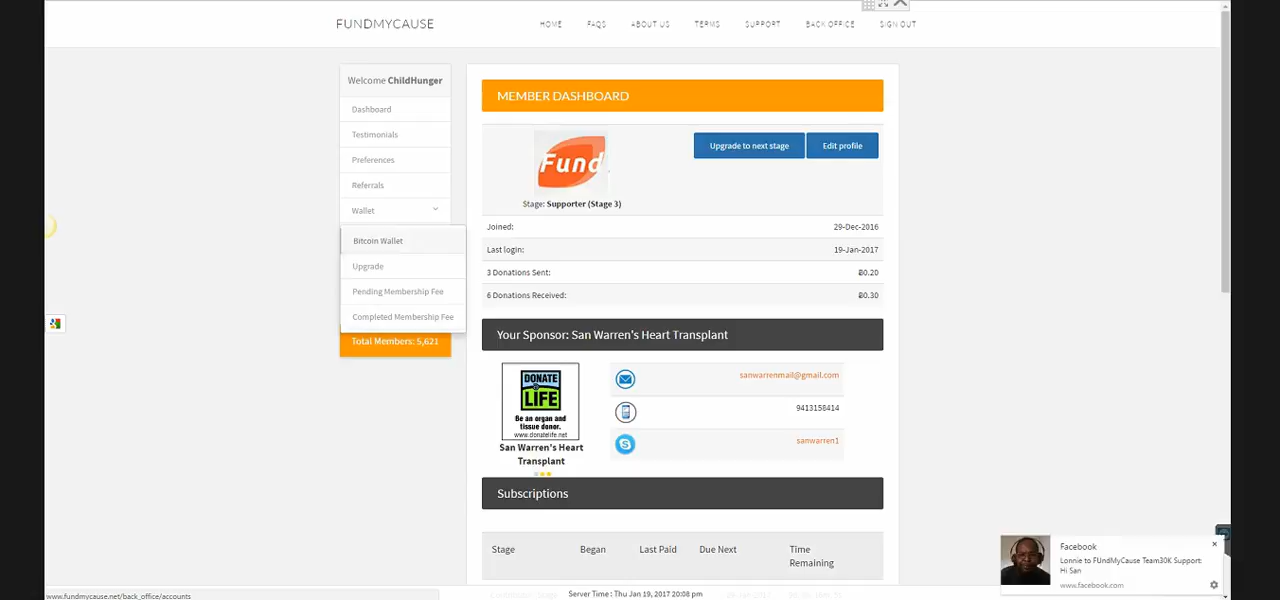 FUNDMYCAUSE
HOME FAQS ABOUT US TERMS SUPPORT BACK OFFICE SIGN OUT
Welcome ChildHunger
Dashboard
Testimonials
Preferences
Referrals
Wallet
Bitcoin Wallet
Upgrade
Pending Membership Fee
Completed Membership Fee
Total Members: 5,621
MEMBER DASHBOARD
Fund
Upgrade to next stage
Edit profile
Stage: Supporter (Stage 3)
Joined: 29-Dec-2016
Last login: 19-Jan-2017
3 Donations Sent: Ƀ0.20
6 Donations Received: Ƀ0.30
Your Sponsor: San Warren's Heart Transplant
DONATE
LIFE
Be an organ and
tissue donor.
www.donatelife.net
San Warren's Heart
Transplant
sanwarrenmail@gmail.com
9413156414
sanwarren1
Subscriptions
Stage Began Last Paid Due Next Time Remaining
Facebook
Lonnie to FUndMyCause Team30K Support:
Hi San
www.facebook.com
www.fundmycause.net/back_office/accounts
Server Time : Thu Jan 19, 2017 20:08 pm